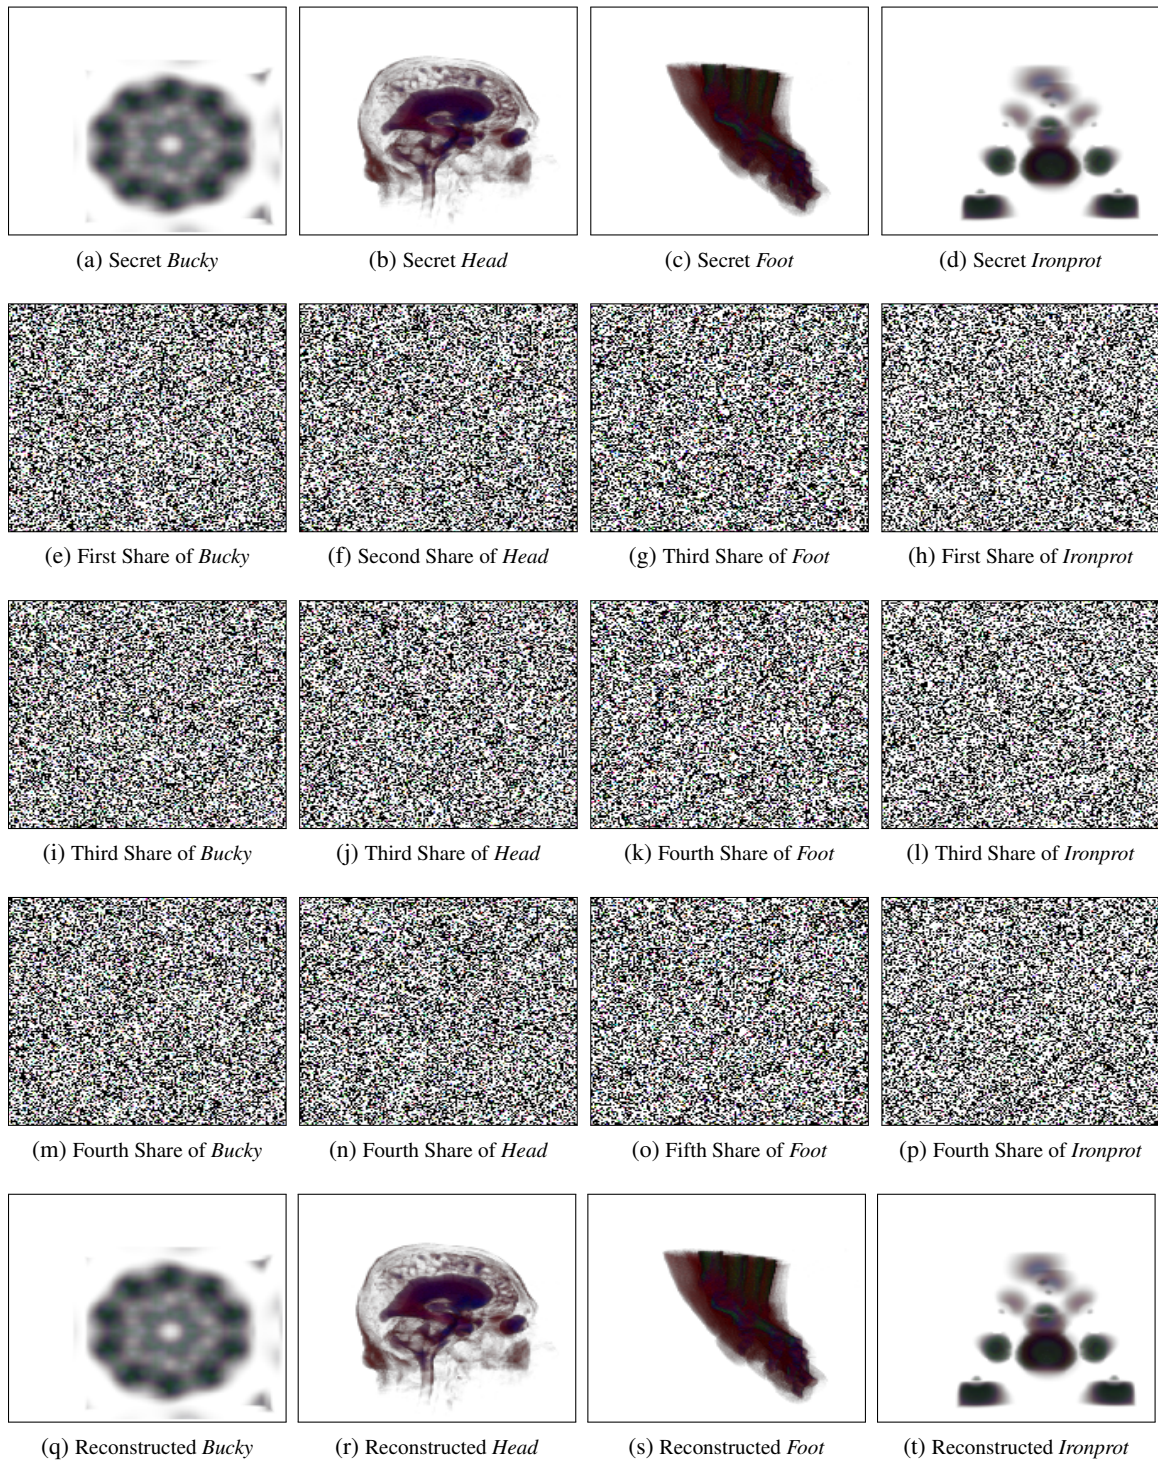 (a) Secret Bucky
(b) Secret Head
(c) Secret Foot
(d) Secret Ironprot
(e) First Share of Bucky
(f) Second Share of Head
(g) Third Share of Foot
(h) First Share of Ironprot
(i) Third Share of Bucky
(j) Third Share of Head
(k) Fourth Share of Foot
(l) Third Share of Ironprot
(m) Fourth Share of Bucky
(n) Fourth Share of Head
(o) Fifth Share of Foot
(p) Fourth Share of Ironprot
(q) Reconstructed Bucky
(r) Reconstructed Head
(s) Reconstructed Foot
(t) Reconstructed Ironprot